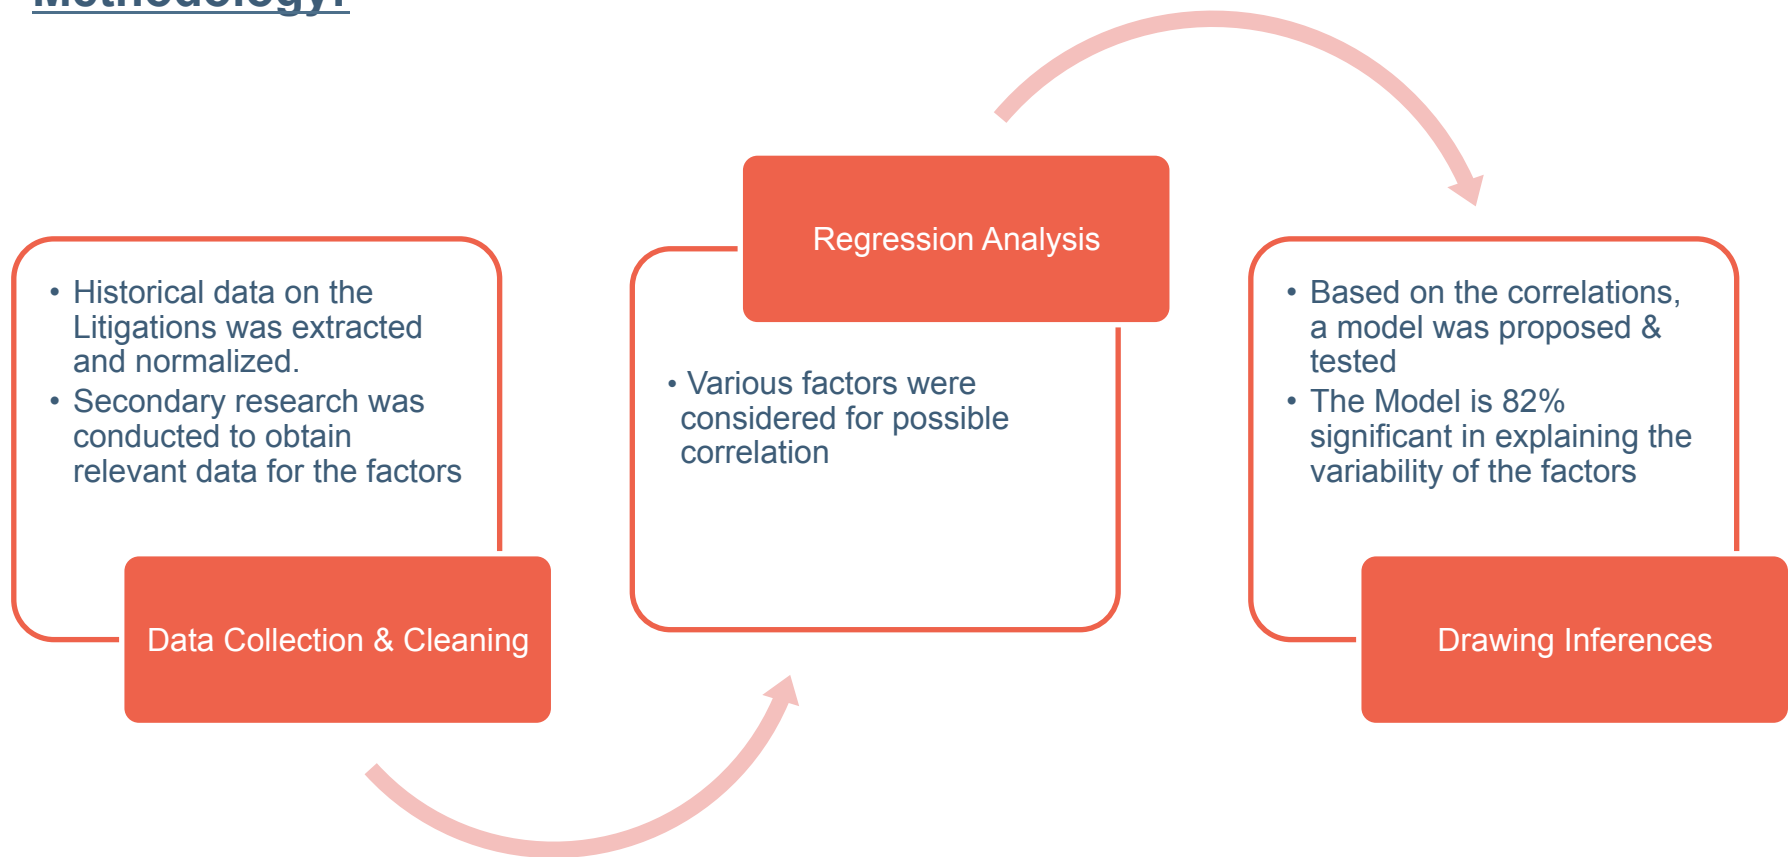 Methodology:
• Historical data on the
Litigations was extracted
and normalized.
• Secondary research was
conducted to obtain
relevant data for the factors
Data Collection & Cleaning
Regression Analysis
• Various factors were
considered for possible
correlation
• Based on the correlations,
a model was proposed &
tested
• The Model is 82%
significant in explaining the
variability of the factors
Drawing Inferences